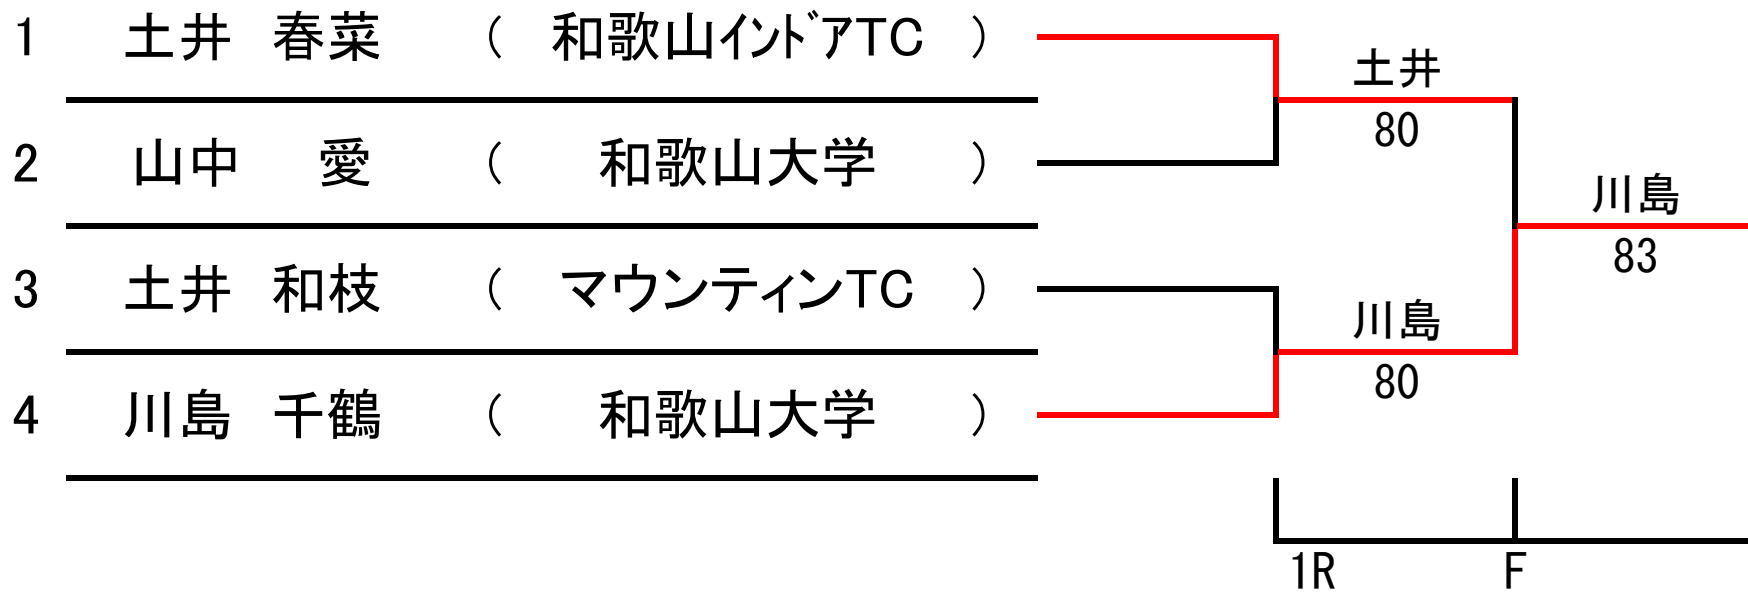 1 土井 春菜 ( 和歌山インドアTC )
土井
80
2 山中 愛 ( 和歌山大学 )
川島
83
3 土井 和枝 ( マウンティンTC )
川島
80
4 川島 千鶴 ( 和歌山大学 )
1R F